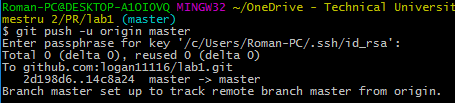 Roman-PC@DESKTOP-A1OIOVQ MINGW32 ~/OneDrive - Technical Universit
mestru 2/PR/lab1 (master)
$ git push -u origin master
Enter passphrase for key '/c/Users/Roman-PC/.ssh/id_rsa':
Total 0 (delta 0), reused 0 (delta 0)
To github.com:logan11116/lab1.git
2d198d6..14c8a24 master -> master
Branch master set up to track remote branch master from origin.